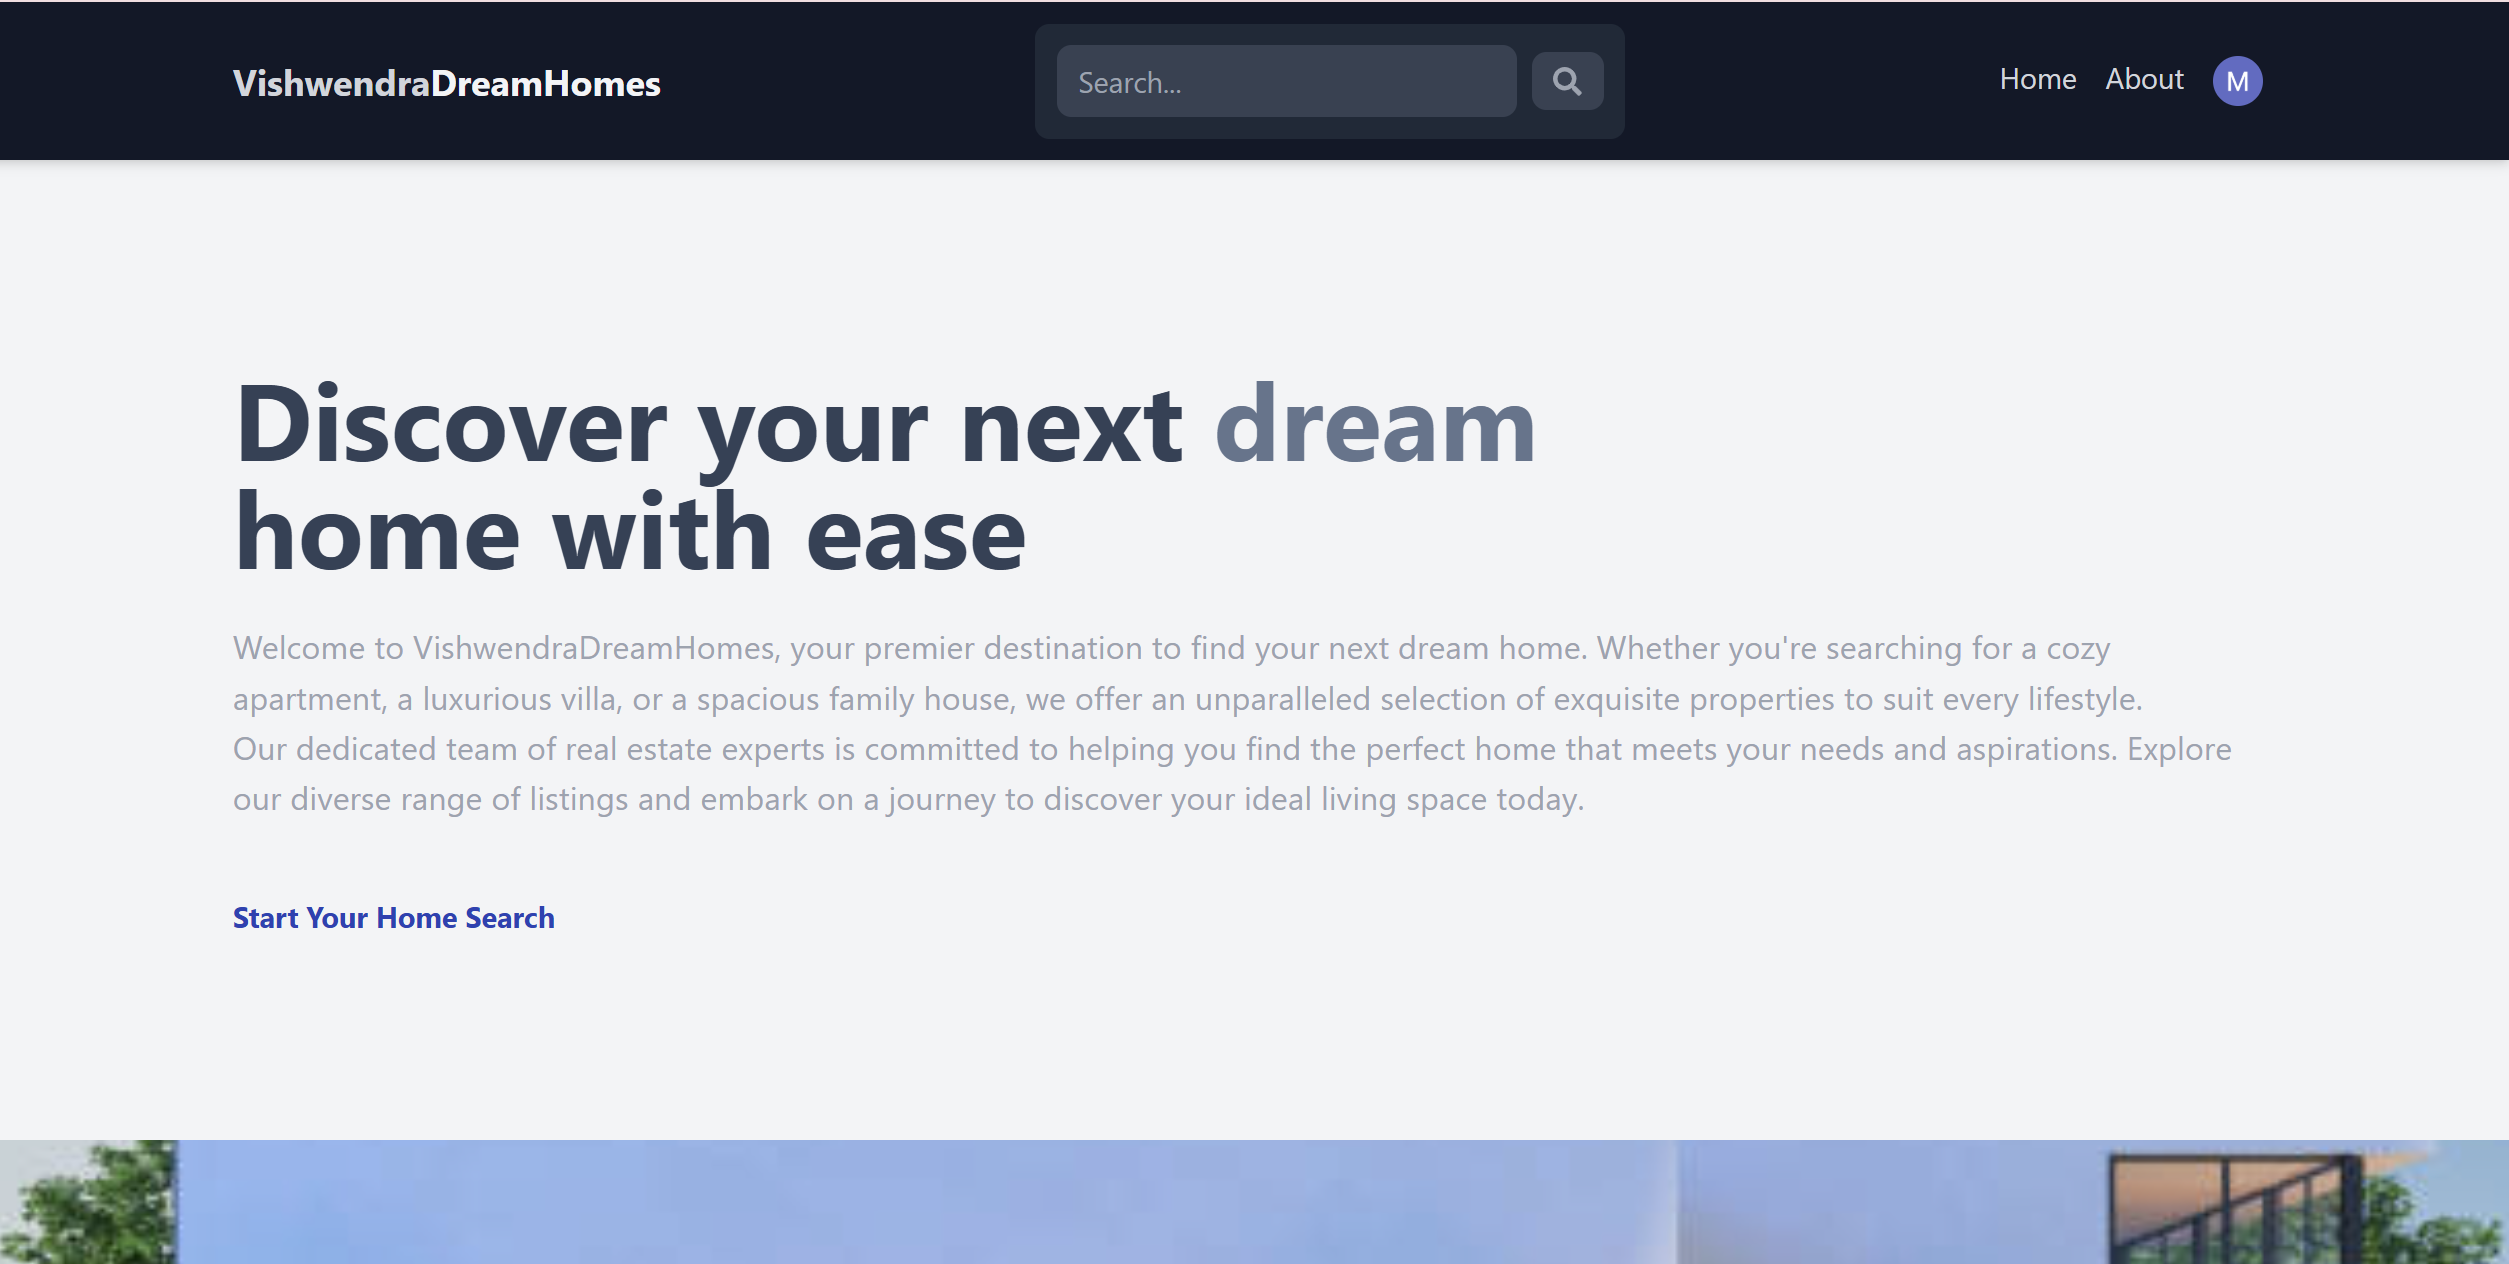 VishwendraDreamHomes
Search...
Home About M
Discover your next dream
home with ease
Welcome to VishwendraDreamHomes, your premier destination to find your next dream home. Whether you're searching for a cozy
apartment, a luxurious villa, or a spacious family house, we offer an unparalleled selection of exquisite properties to suit every lifestyle.
Our dedicated team of real estate experts is committed to helping you find the perfect home that meets your needs and aspirations. Explore
our diverse range of listings and embark on a journey to discover your ideal living space today.
Start Your Home Search